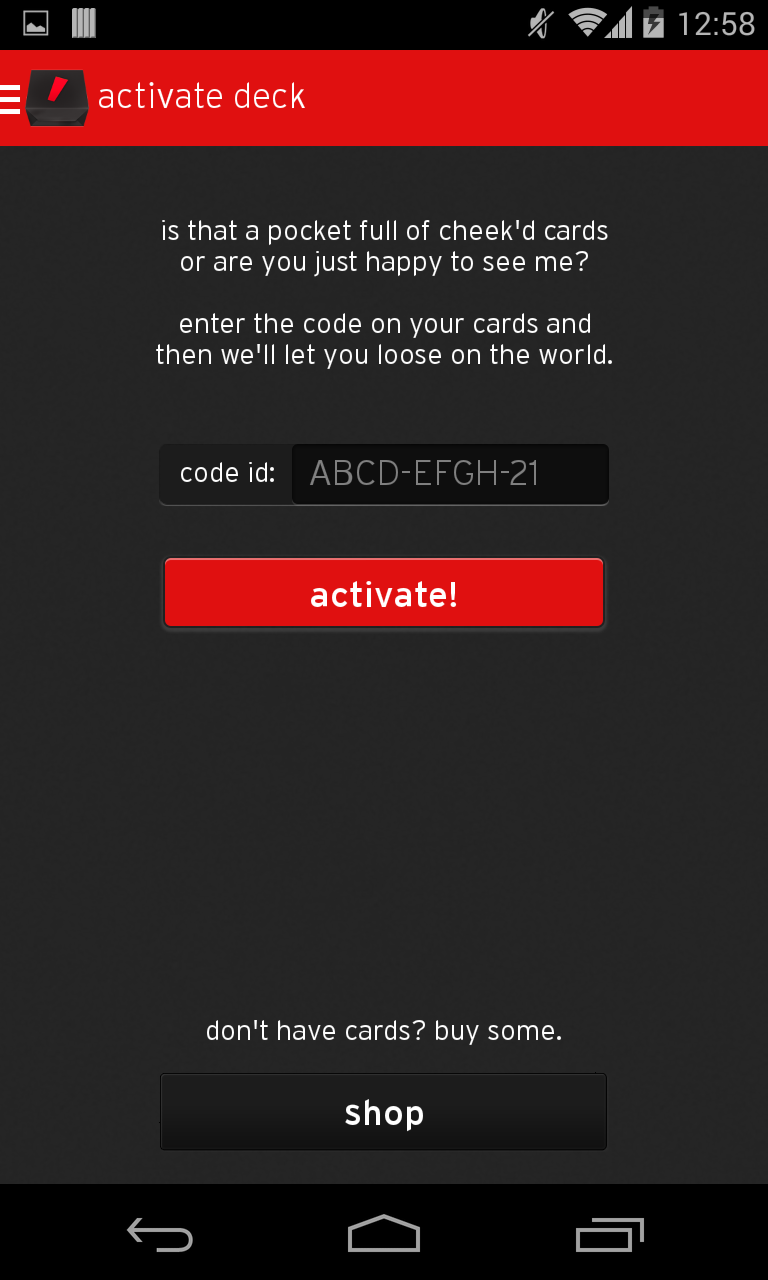 12:58
activate deck
is that a pocket full of cheek'd cards
or are you just happy to see me?
enter the code on your cards and
then we'll let you loose on the world.
code id: ABCD-EFGH-21
activate!
don't have cards? buy some.
shop